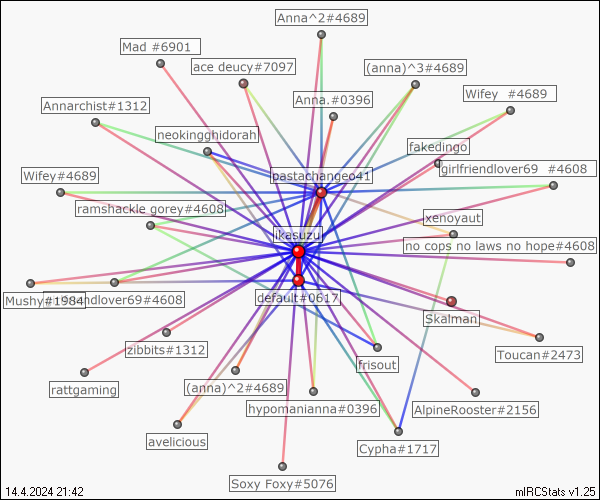 Anna^2#4689
Mad #6901
ace deucy#7097
(anna)^3#4689
Wifey #4689
Anna.#0396
Annarchist#1312
neokingghidorah
fakedingo
pastachangeo41
girlfriendlover69 #4608
Wifey#4689
ramshackle gorey#4608
xenoyaut
ikasuzu
no cops no laws no hope#4608
Mushy#1984
lover69#4608
default#0617
Skalman
zibbits#1312
Toucan#2473
frisout
rattgaming
(anna)^2#4689
hypomanianna#0396
AlpineRooster#2156
avelicious
Cypha#1717
Soxy Foxy#5076
14.4.2024 21:42
mIRCStats v1.25